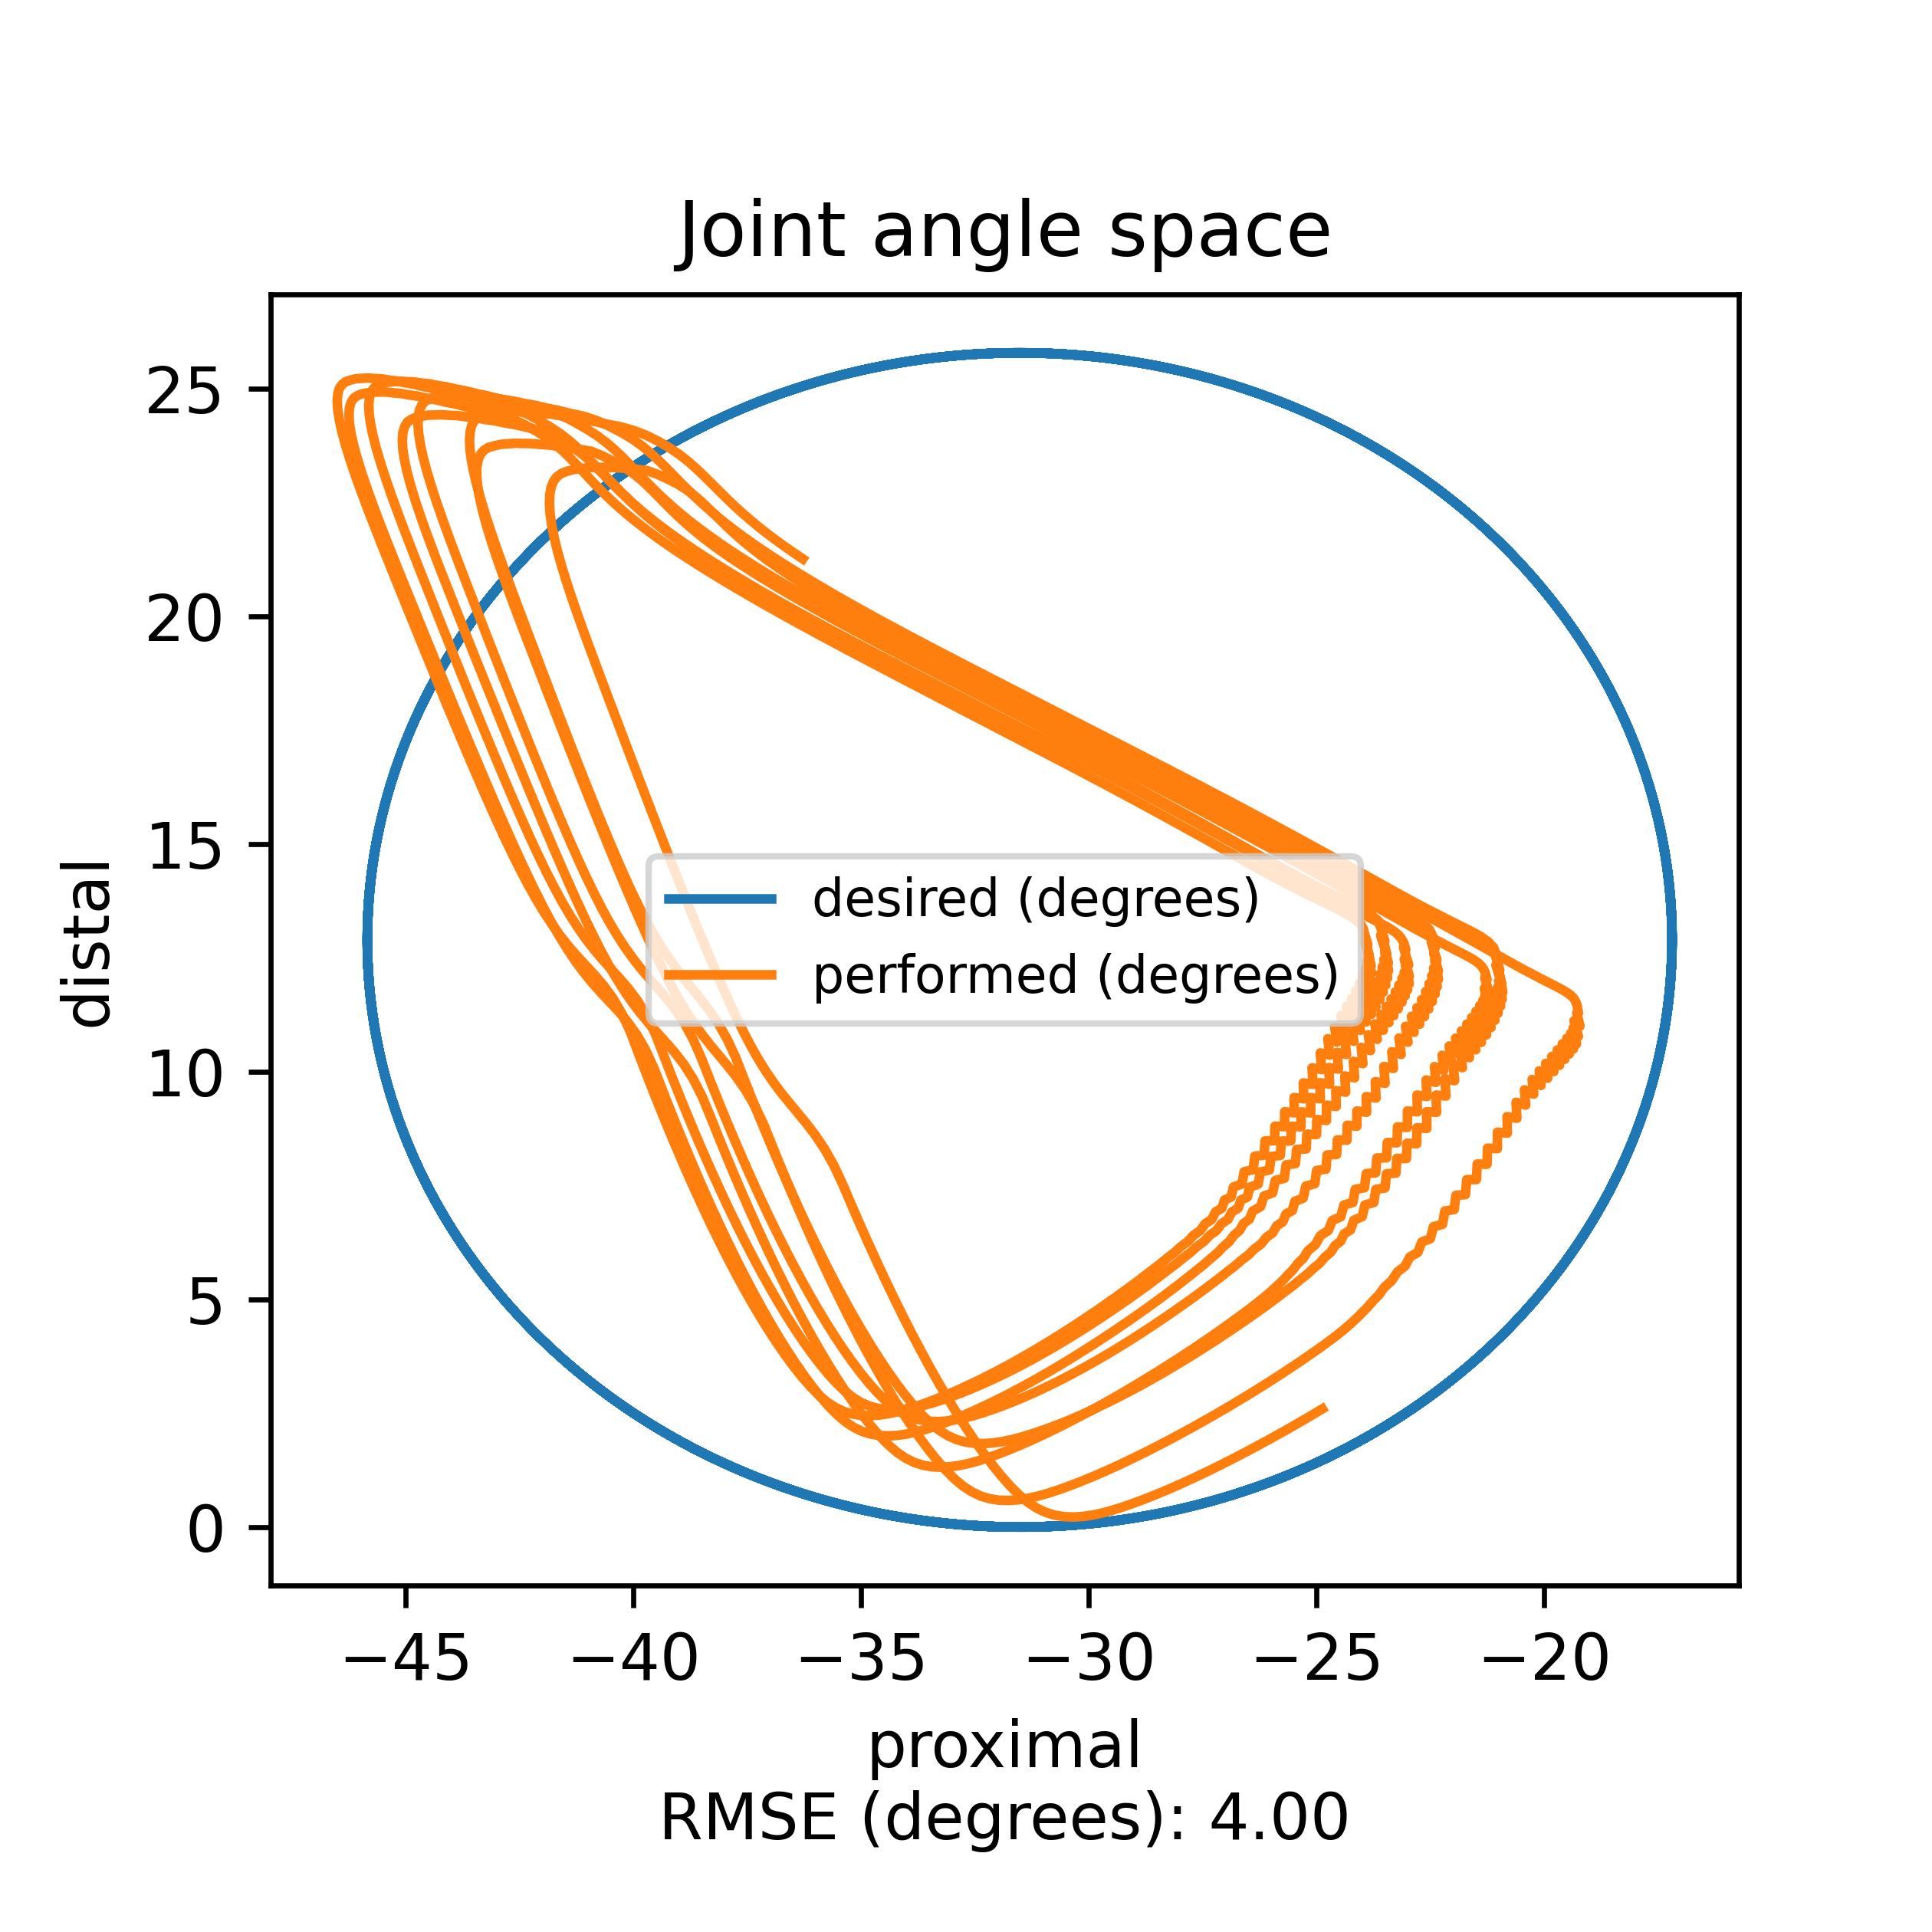 Joint angle space
distal
25
20
15
10
5
0
desired (degrees)
performed (degrees)
−45 −40 −35 −30 −25 −20
proximal
RMSE (degrees): 4.00